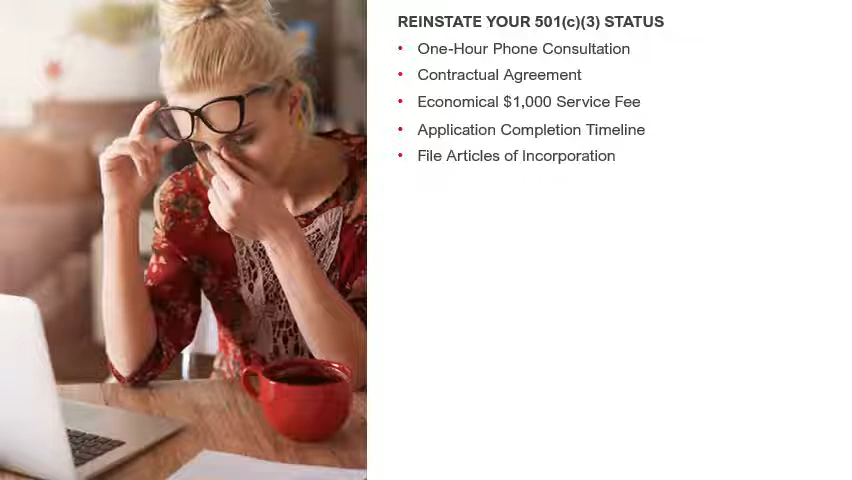 REINSTATE YOUR 501(c)(3) STATUS
• One-Hour Phone Consultation
• Contractual Agreement
• Economical $1,000 Service Fee
• Application Completion Timeline
• File Articles of Incorporation